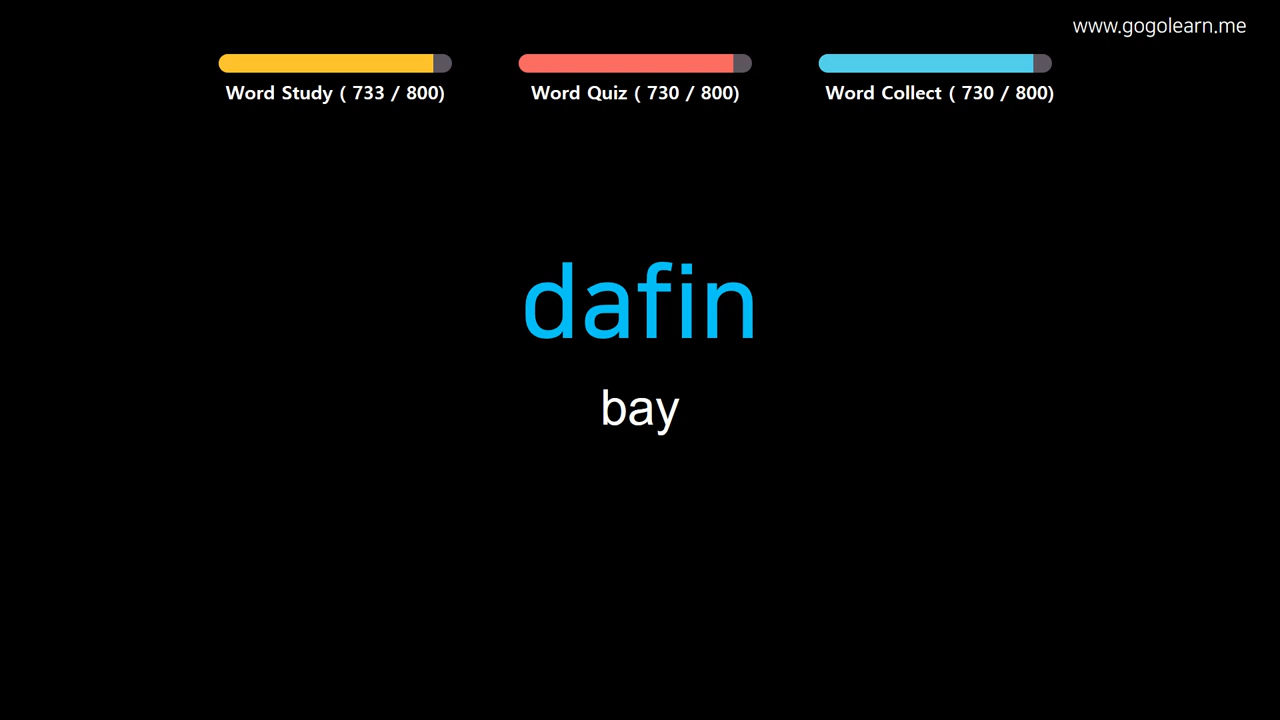 www.gogolearn.me
Word Study ( 733 / 800)
Word Quiz ( 730 / 800)
Word Collect ( 730 / 800)
dafin
bay